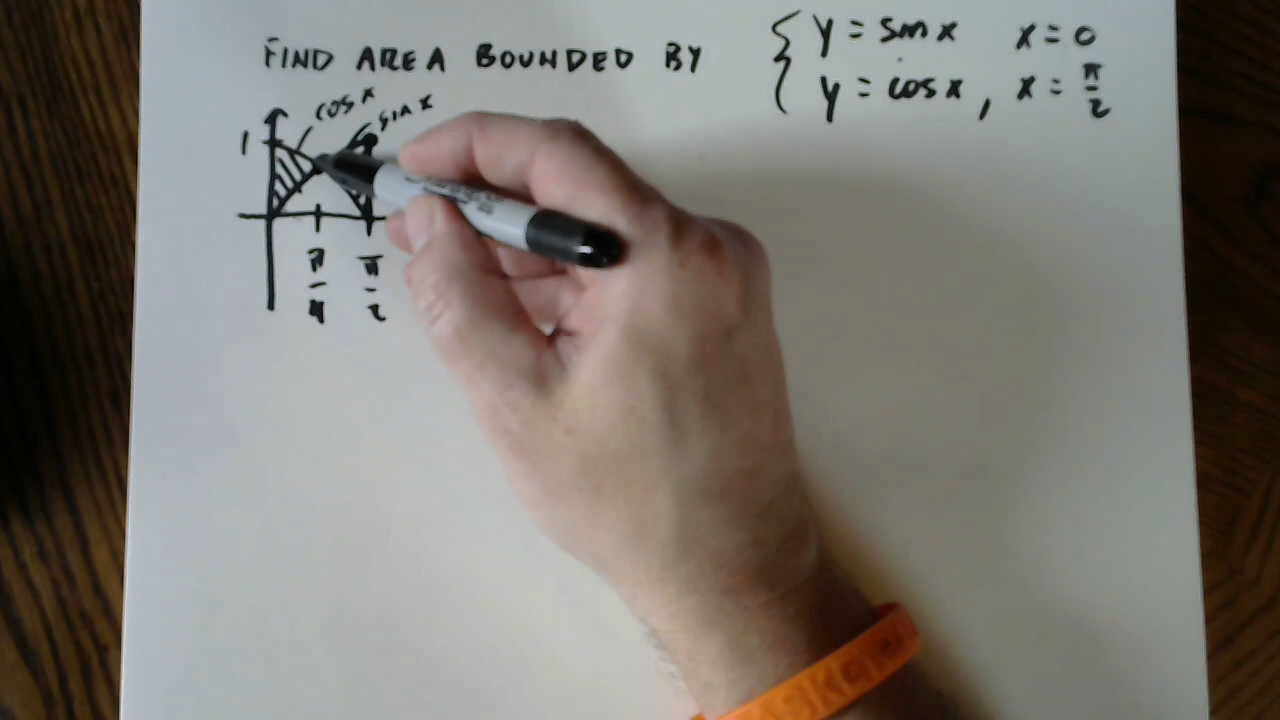 FIND AREA BOUNDED BY { y = sin x x = 0
y = cos x , x = π/2
cos x
sin x
1
π/4 π/2